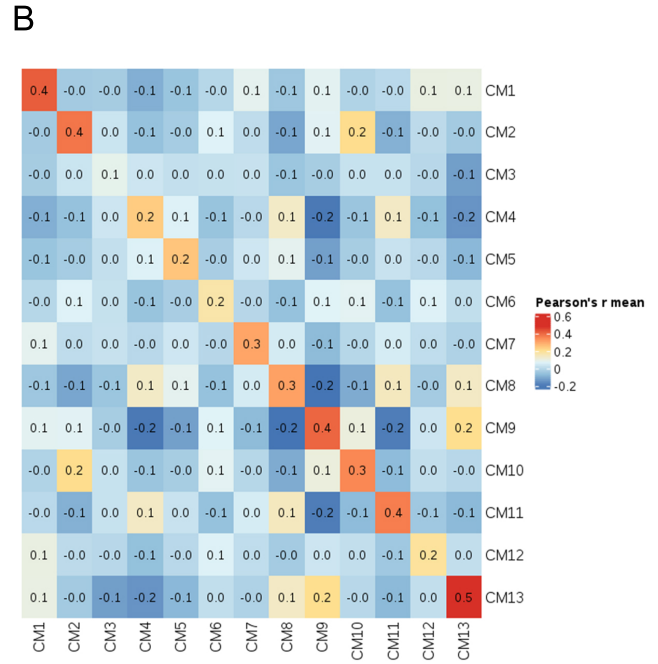 B
0.4 -0.0 -0.0 -0.1 -0.1 -0.0 0.1 -0.1 0.1 -0.0 -0.0 0.1 0.1 CM1
-0.0 0.4 0.0 -0.1 -0.0 0.1 0.0 -0.1 0.1 0.2 -0.1 -0.0 -0.0 CM2
-0.0 0.0 0.1 0.0 0.0 0.0 0.0 -0.1 -0.0 0.0 0.0 -0.0 -0.1 CM3
-0.1 -0.1 0.0 0.2 0.1 -0.1 -0.0 0.1 -0.2 -0.1 0.1 -0.1 -0.2 CM4
-0.1 -0.0 0.0 0.1 0.2 -0.0 0.0 0.1 -0.1 -0.0 0.0 -0.0 -0.1 CM5
-0.0 0.1 0.0 -0.1 -0.0 0.2 -0.0 -0.1 0.1 0.1 -0.1 0.1 0.0 CM6
Pearson's r mean
0.6
0.4
0.2
0
-0.2
0.1 0.0 0.0 -0.0 0.0 -0.0 0.3 0.0 -0.1 -0.0 0.0 0.0 -0.0 CM7
-0.1 -0.1 -0.1 0.1 0.1 -0.1 0.0 0.3 -0.2 -0.1 0.1 -0.0 0.1 CM8
0.1 0.1 -0.0 -0.2 -0.1 0.1 -0.1 -0.2 0.4 0.1 -0.2 0.0 0.2 CM9
-0.0 0.2 0.0 -0.1 -0.0 0.1 -0.0 -0.1 0.1 0.3 -0.1 0.0 -0.0 CM10
-0.0 -0.1 0.0 0.1 0.0 -0.1 0.0 0.1 -0.2 -0.1 0.4 -0.1 -0.1 CM11
0.1 -0.0 -0.0 -0.1 -0.0 0.1 0.0 -0.0 0.0 0.0 -0.1 0.2 0.0 CM12
0.1 -0.0 -0.1 -0.2 -0.1 0.0 -0.0 0.1 0.2 -0.0 -0.1 0.0 0.5 CM13
CM1 CM2 CM3 CM4 CM5 CM6 CM7 CM8 CM9 CM10 CM11 CM12 CM13